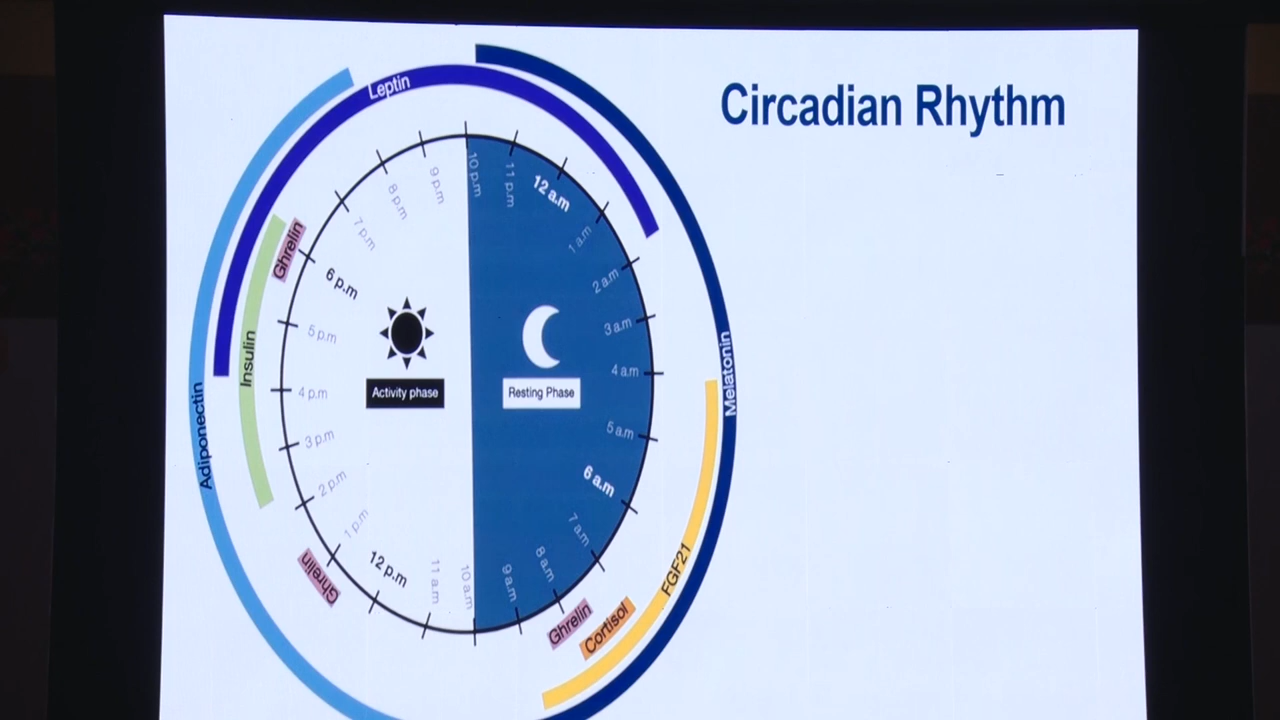 Circadian Rhythm
Leptin
Adiponectin
Insulin
Ghrelin
Ghrelin
Ghrelin
Cortisol
FGF21
Melatonin
10 p.m
11 p.m
12 a.m
1 a.m
2 a.m
3 a.m
4 a.m
5 a.m
6 a.m
7 a.m
8 a.m
9 a.m
10 a.m
11 a.m
12 p.m
1 p.m
2 p.m
3 p.m
4 p.m
5 p.m
6 p.m
7 p.m
8 p.m
9 p.m
Activity phase
Resting Phase